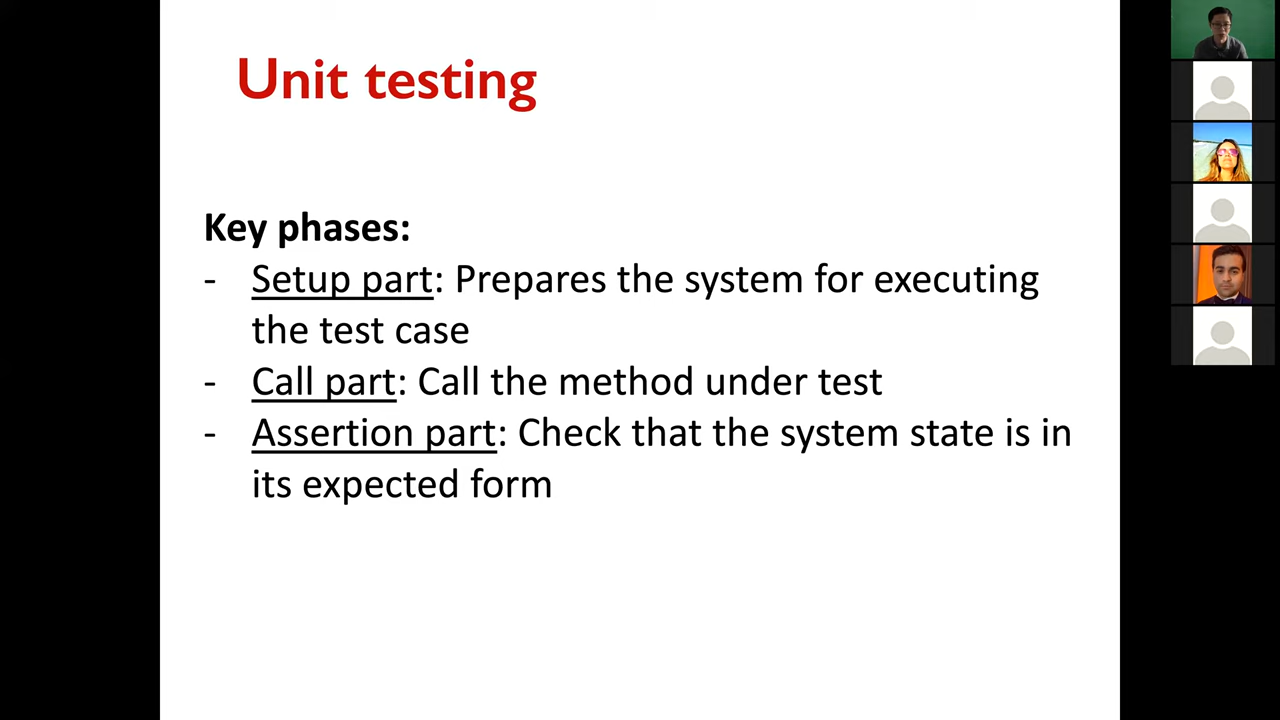 Unit testing
Key phases:
- Setup part: Prepares the system for executing
the test case
- Call part: Call the method under test
- Assertion part: Check that the system state is in
its expected form